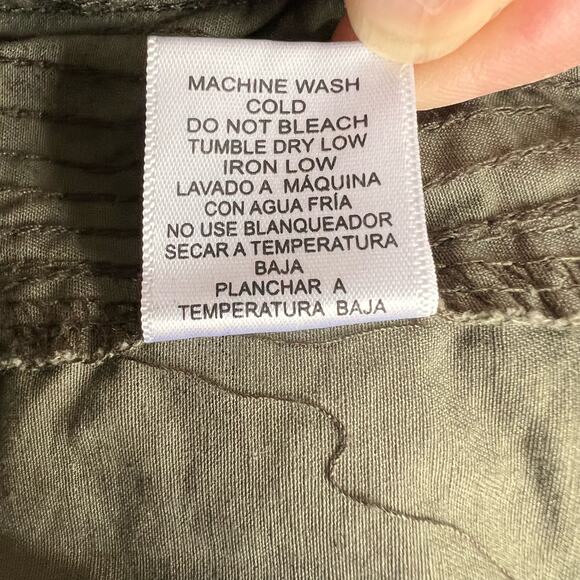 MACHINE WASH
COLD
DO NOT BLEACH
TUMBLE DRY LOW
IRON LOW
LAVADO A MÁQUINA
CON AGUA FRÍA
NO USE BLANQUEADOR
SECAR A TEMPERATURA
BAJA
PLANCHAR A
TEMPERATURA BAJA